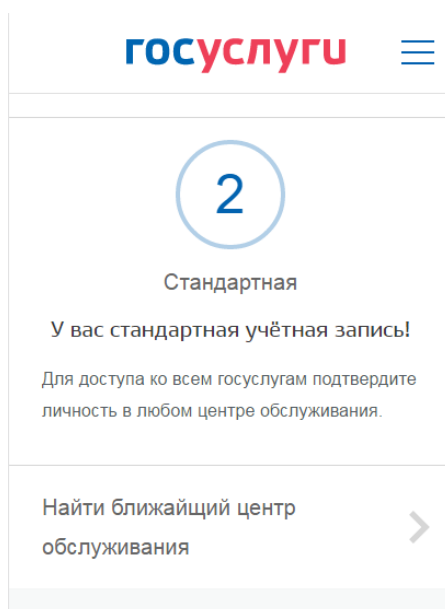 госуслуги
2
Стандартная
У вас стандартная учётная запись!
Для доступа ко всем госуслугам подтвердите
личность в любом центре обслуживания.
Найти ближайщий центр
обслуживания